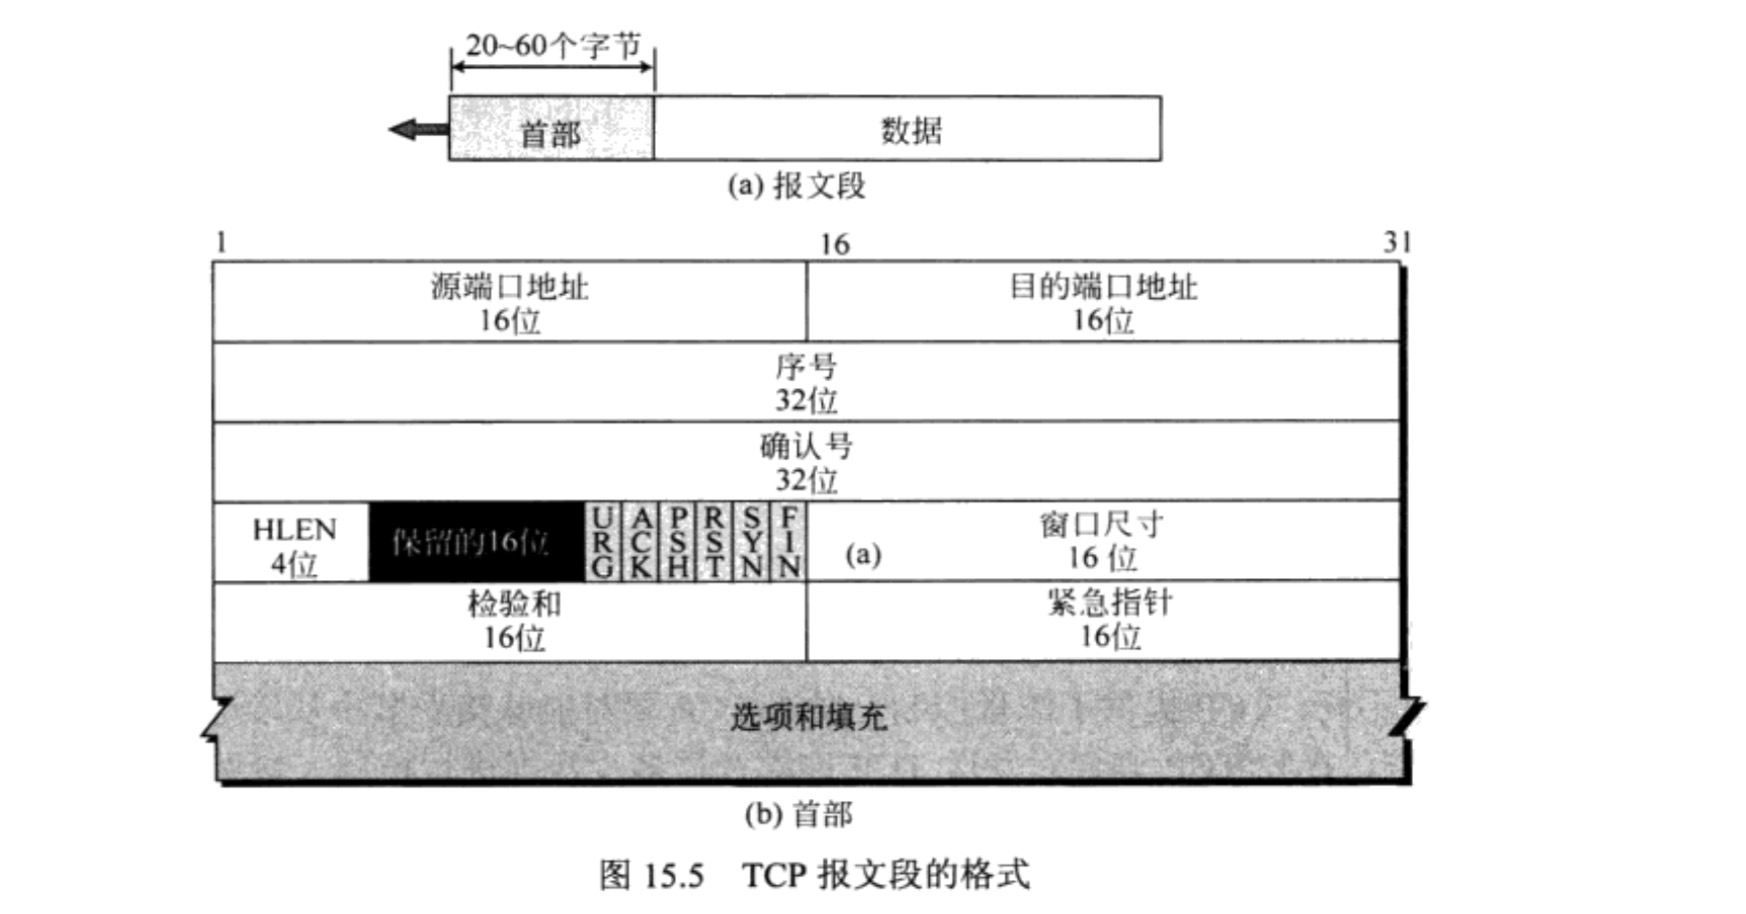 20~60个字节
首部
数据
(a) 报文段
1
16
31
源端口地址
16位
目的端口地址
16位
序号
32位
确认号
32位
HLEN
4位
保留的16位
URG
ACK
PSH
RST
SYN
FIN
(a)
窗口尺寸
16 位
检验和
16位
紧急指针
16位
选项和填充
(b) 首部
图 15.5 TCP 报文段的格式